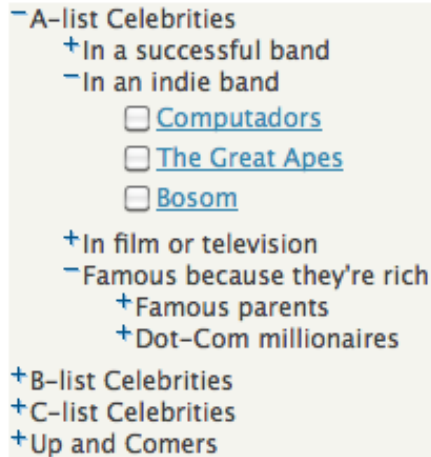 −A-list Celebrities
+In a successful band
−In an indie band
Computadors
The Great Apes
Bosom
+In film or television
−Famous because they're rich
+Famous parents
+Dot-Com millionaires
+B-list Celebrities
+C-list Celebrities
+Up and Comers